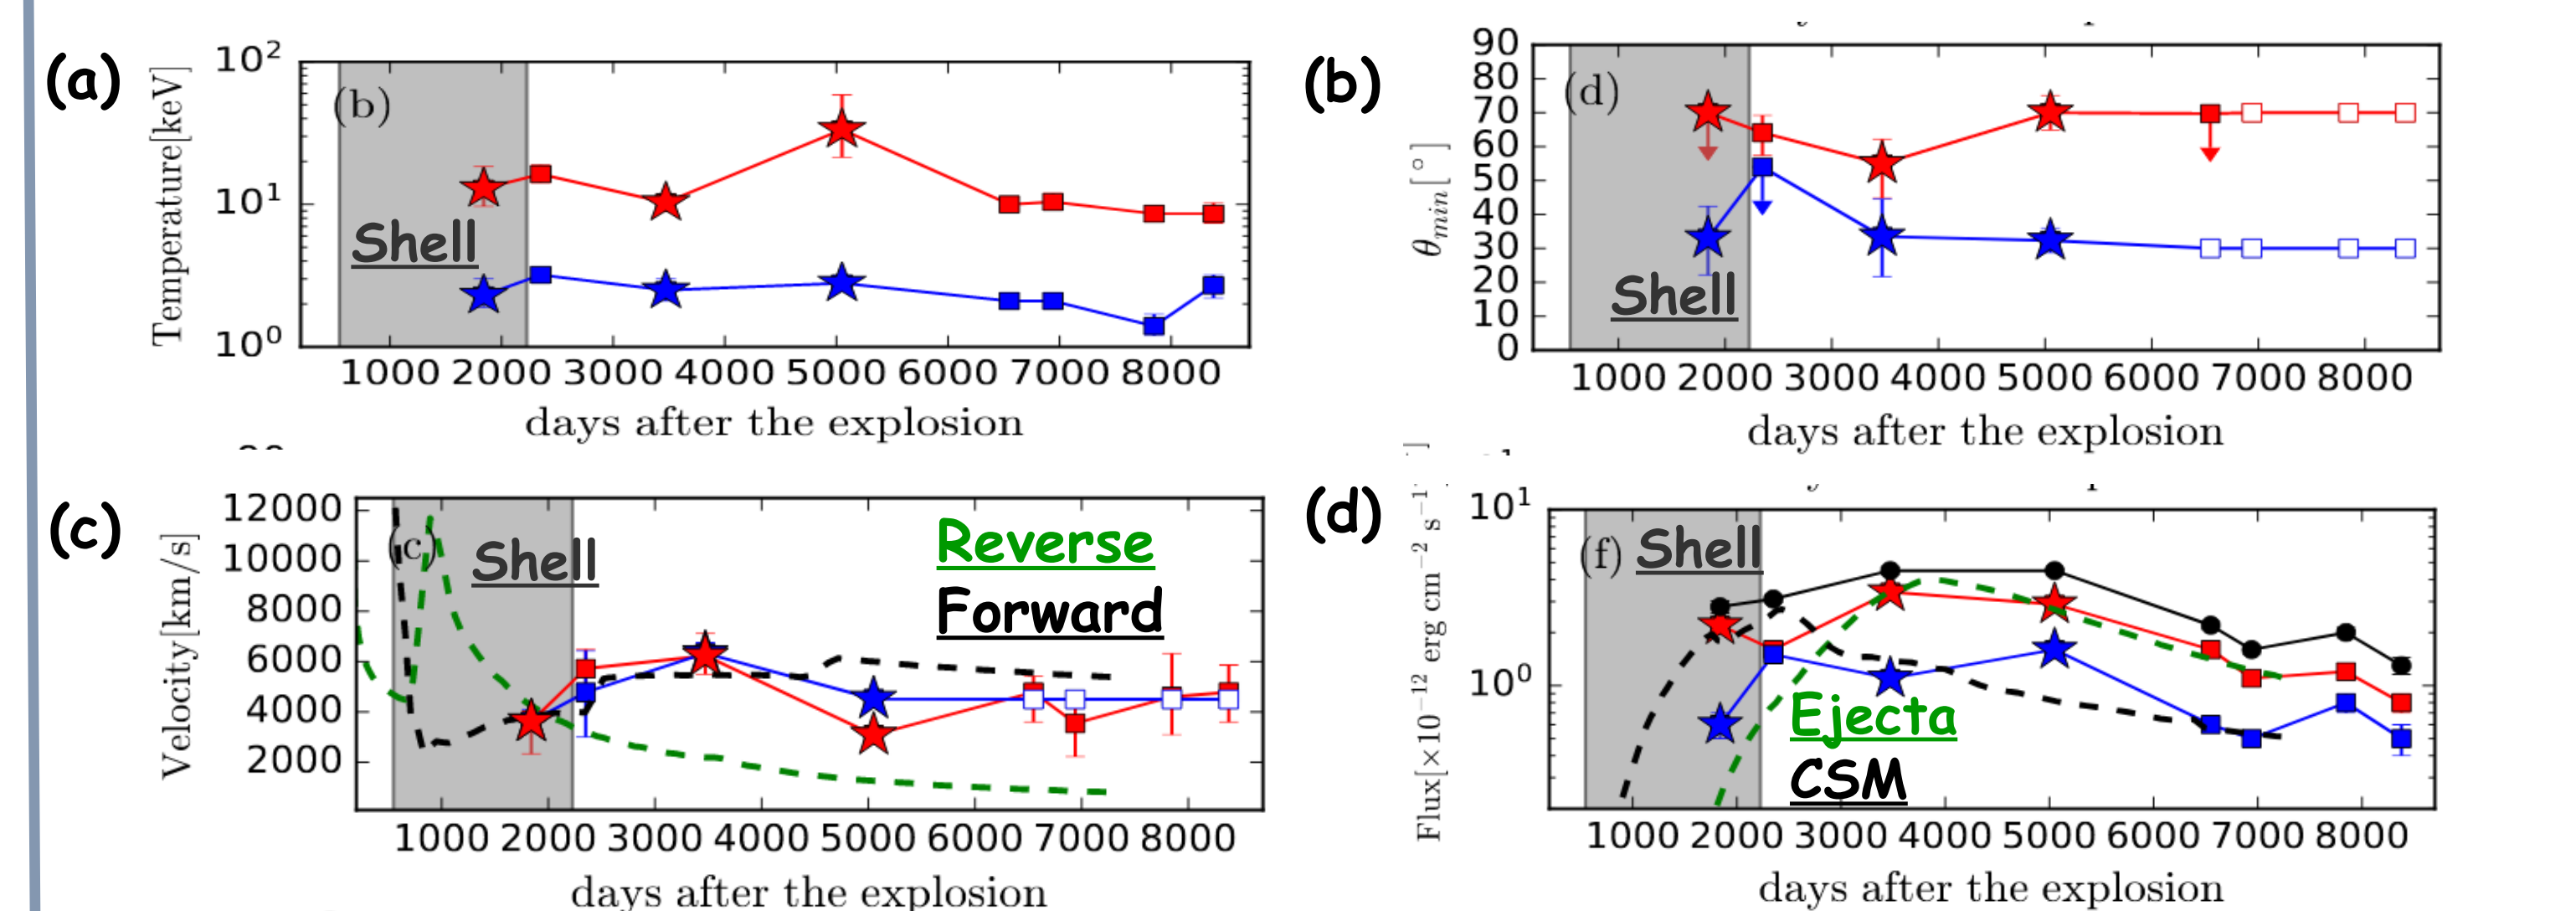 (a)
Temperature[keV]
10²
10¹
10⁰
(b)
Shell
1000 2000 3000 4000 5000 6000 7000 8000
days after the explosion
(b)
θmin[°]
90
80
70
60
50
40
30
20
10
0
(d)
Shell
1000 2000 3000 4000 5000 6000 7000 8000
days after the explosion
(c)
Velocity[km/s]
12000
10000
8000
6000
4000
2000
(c)
Shell
Reverse
Forward
1000 2000 3000 4000 5000 6000 7000 8000
days after the explosion
(d)
Flux[×10⁻¹² erg cm⁻² s⁻¹
10¹
10⁰
(f)
Shell
Ejecta
CSM
1000 2000 3000 4000 5000 6000 7000 8000
days after the explosion